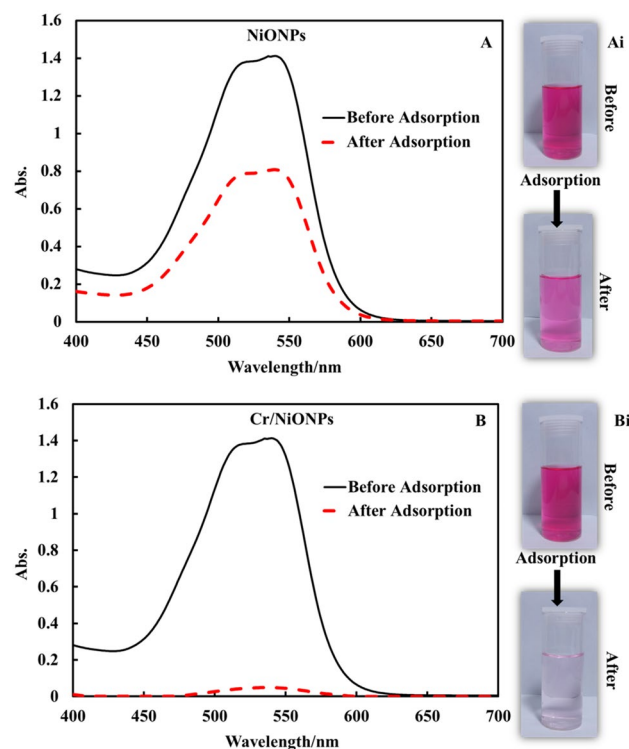 NiONPs
A
Ai
1.6
1.4
1.2
1
0.8
0.6
0.4
0.2
0
Abs.
Before Adsorption
After Adsorption
400 450 500 550 600 650 700
Wavelength/nm
Before
Adsorption
After
Cr/NiONPs
B
Bi
1.6
1.4
1.2
1
0.8
0.6
0.4
0.2
0
Abs.
Before Adsorption
After Adsorption
400 450 500 550 600 650 700
Wavelength/nm
Before
Adsorption
After